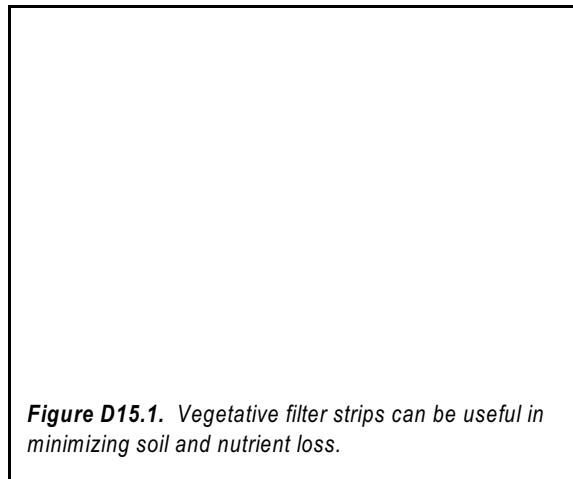 Figure D15.1. Vegetative filter strips can be useful in
minimizing soil and nutrient loss.